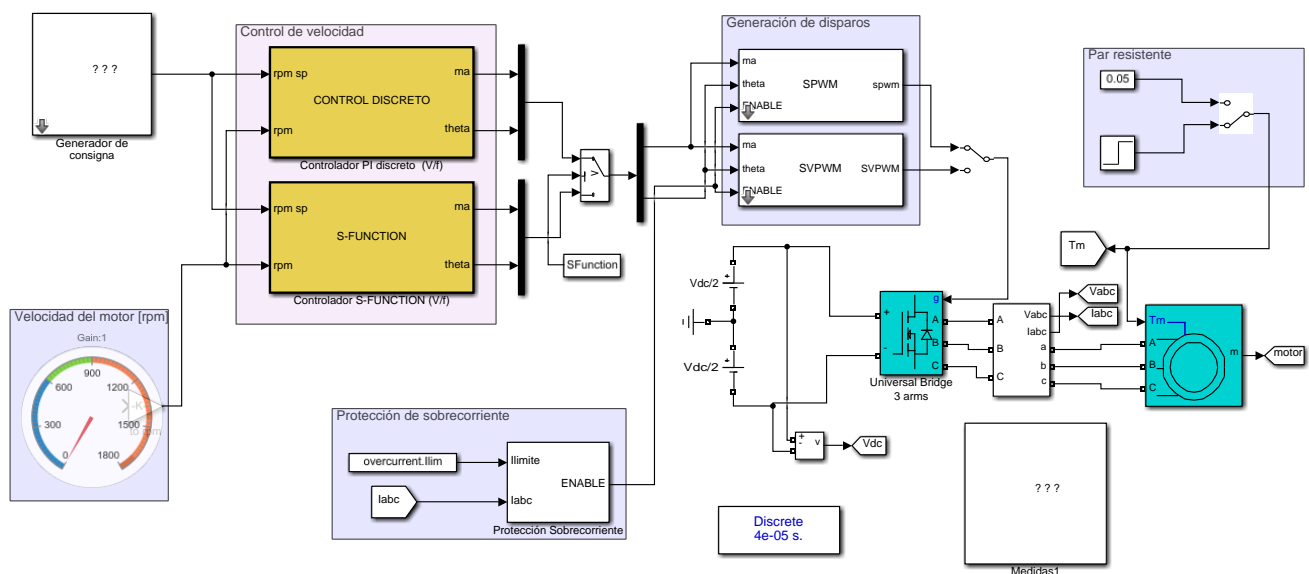 ? ? ?
Generador de
consigna
Control de velocidad
rpm sp
ma
CONTROL DISCRETO
rpm
theta
Controlador PI discreto (V/f)
rpm sp
ma
S-FUNCTION
rpm
theta
Controlador S-FUNCTION (V/f)
>
SFunction
Generación de disparos
ma
SPWM
theta
spwm
ENABLE
ma
theta
SVPWM
SVPWM
ENABLE
Par resistente
0.05
Tm
Vdc/2
+
Vdc/2
+
g
+
A
B
-
C
Universal Bridge
3 arms
A
B
C
Vabc
Iabc
a
b
c
Vabc
Iabc
Tm
A
B
C
m
motor
+
-
v
Vdc
Velocidad del motor [rpm]
Gain:1
0
300
600
900
1200
1500
1800
-K-
to rpm
Protección de sobrecorriente
overcurrent.Ilim
Iabc
Ilimite
ENABLE
Iabc
Protección Sobrecorriente
Discrete
4e-05 s.
? ? ?
Medidas1